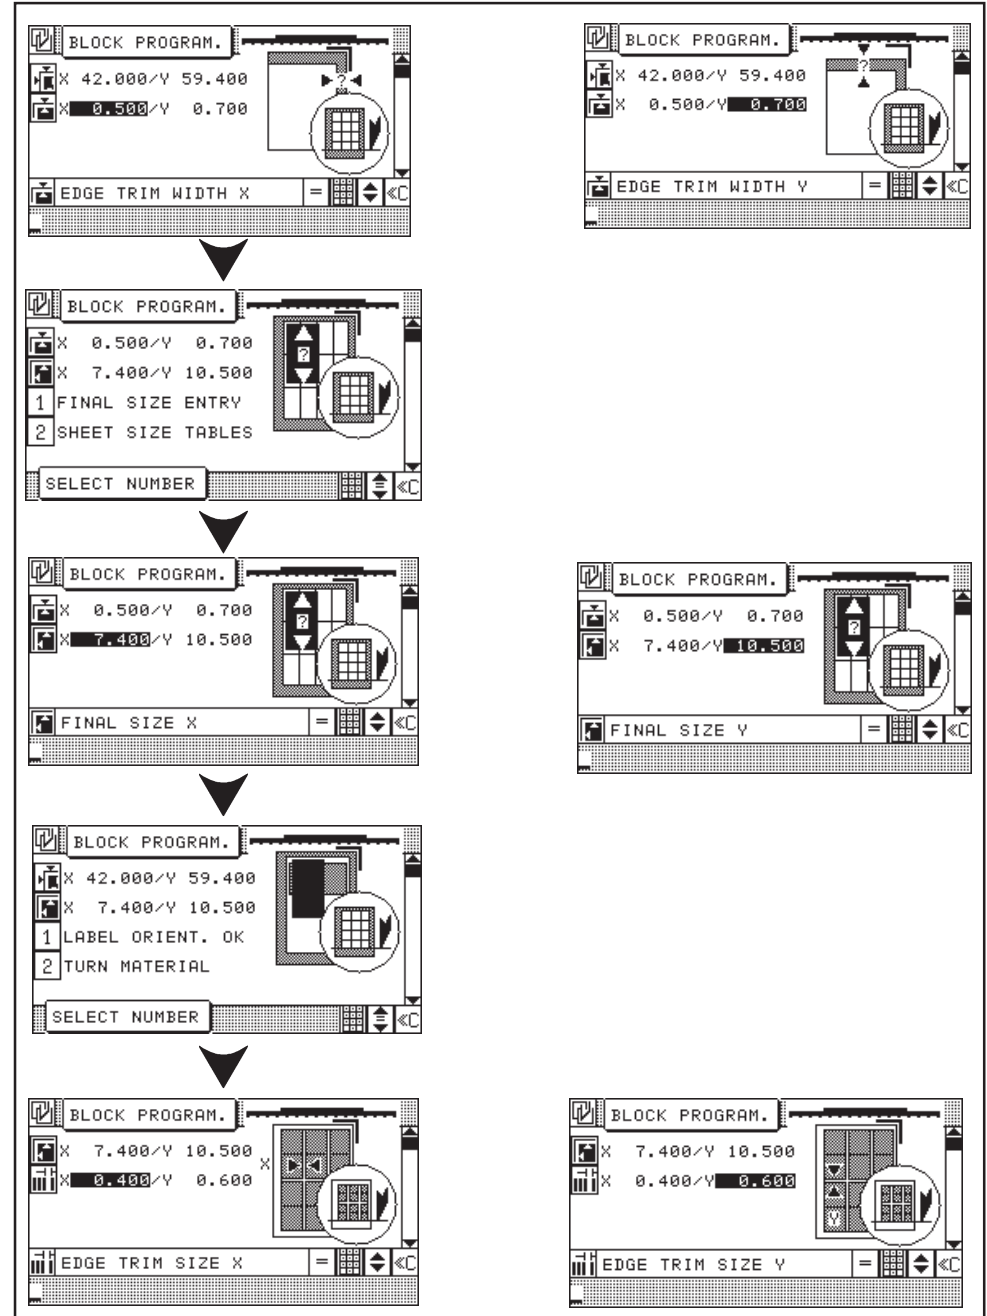 BLOCK PROGRAM.
X 42.000/Y 59.400
X 0.500/Y 0.700
?
EDGE TRIM WIDTH X = «C
BLOCK PROGRAM.
X 42.000/Y 59.400
X 0.500/Y 0.700
?
EDGE TRIM WIDTH Y = «C
BLOCK PROGRAM.
X 0.500/Y 0.700
?
X 7.400/Y 10.500
1 FINAL SIZE ENTRY
2 SHEET SIZE TABLES
SELECT NUMBER «C
BLOCK PROGRAM.
X 0.500/Y 0.700
?
X 7.400/Y 10.500
FINAL SIZE X = «C
BLOCK PROGRAM.
X 0.500/Y 0.700
?
X 7.400/Y 10.500
FINAL SIZE Y = «C
BLOCK PROGRAM.
X 42.000/Y 59.400
X 7.400/Y 10.500
1 LABEL ORIENT. OK
2 TURN MATERIAL
SELECT NUMBER «C
BLOCK PROGRAM.
X 7.400/Y 10.500
X
X 0.400/Y 0.600
EDGE TRIM SIZE X = «C
BLOCK PROGRAM.
X 7.400/Y 10.500
X 0.400/Y 0.600
Y
EDGE TRIM SIZE Y = «C